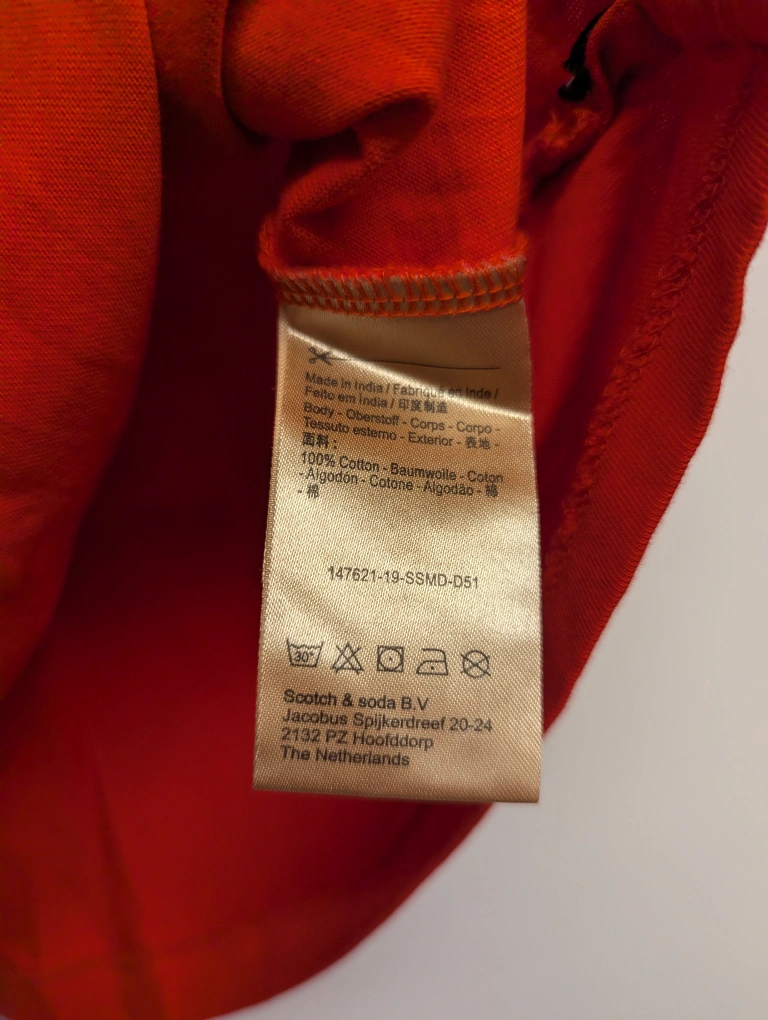 Made in India / Fabriqué en Inde /
Feito em India / 印度制造
Body - Oberstoff - Corps - Corpo -
Tessuto esterno - Exterior - 表地 -
面料 :
100% Cotton - Baumwolle - Coton
- Algodón - Cotone - Algodão - 綿
- 棉
147621-19-SSMD-D51
30°
Scotch & soda B.V
Jacobus Spijkerdreef 20-24
2132 PZ Hoofddorp
The Netherlands